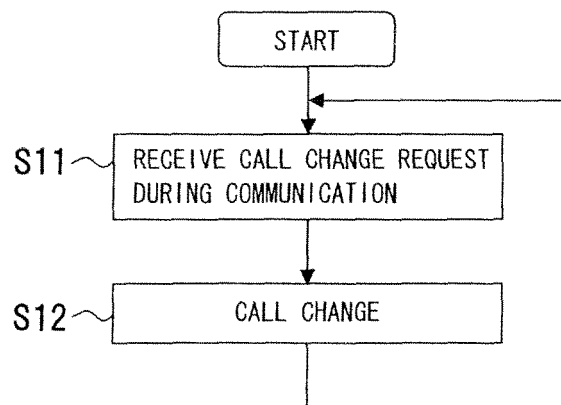 START
S11
RECEIVE CALL CHANGE REQUEST
DURING COMMUNICATION
S12
CALL CHANGE